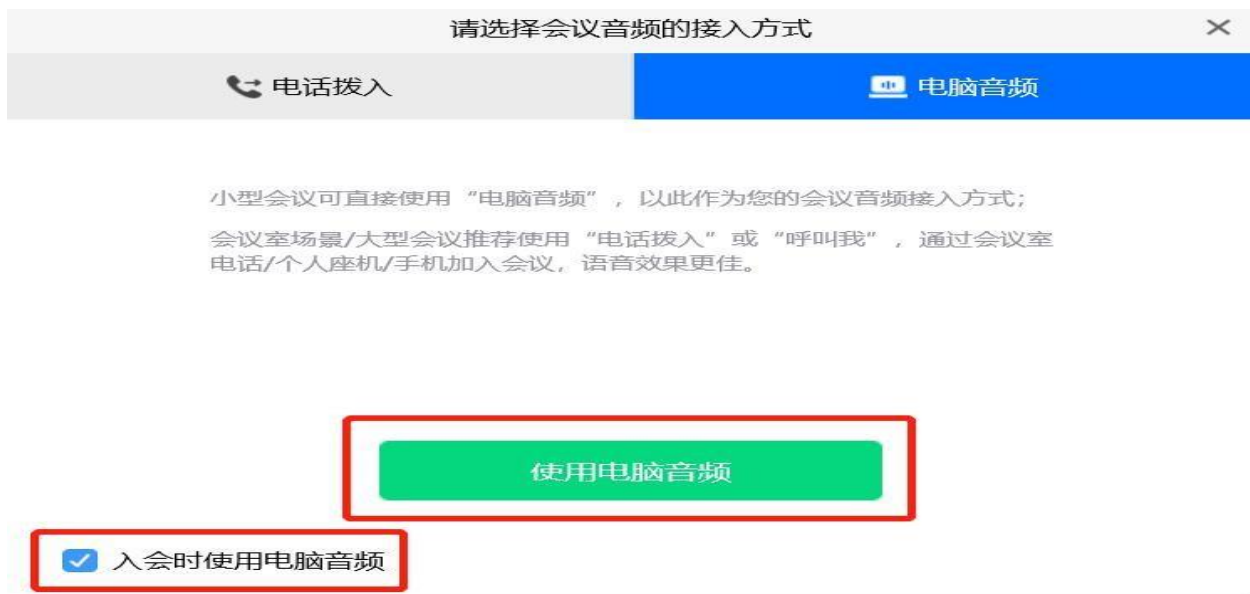 请选择会议音频的接入方式
电话拨入
电脑音频
小型会议可直接使用“电脑音频”，以此作为您的会议音频接入方式；
会议室场景/大型会议推荐使用“电话拨入”或“呼叫我”，通过会议室
电话/个人座机/手机加入会议，语音效果更佳。
使用电脑音频
入会时使用电脑音频